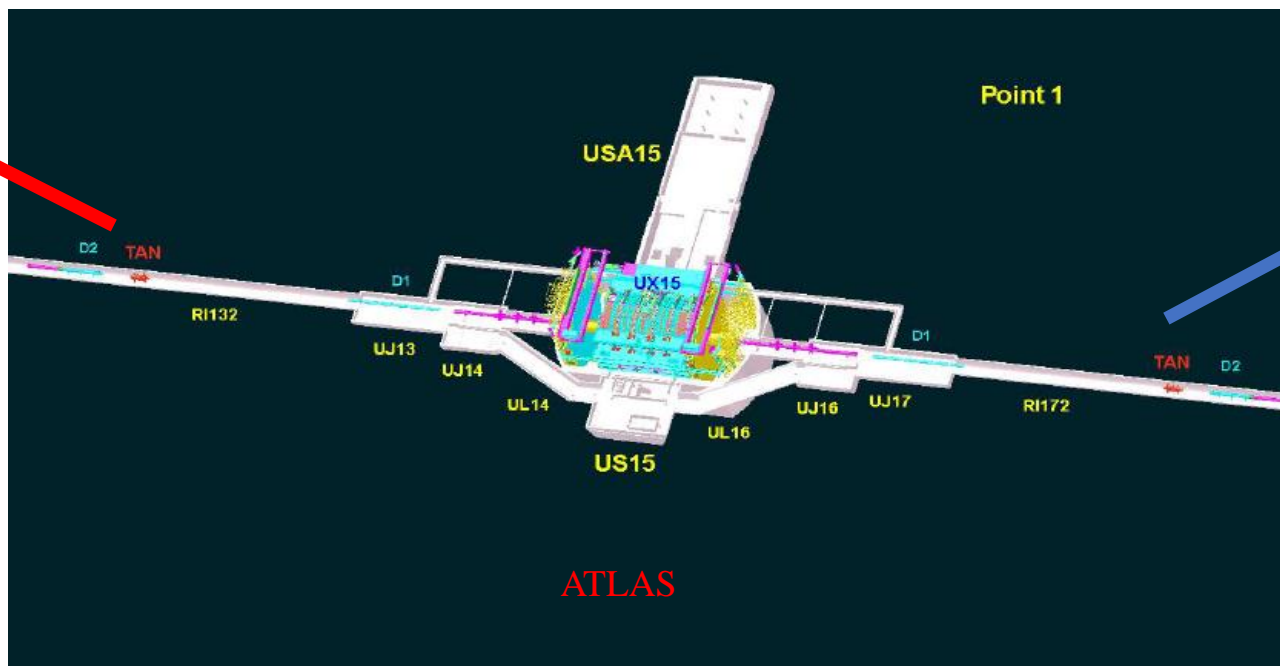 Point 1
USA15
D2
TAN
UX15
D1
D1
RI132
UJ13
UJ14
TAN
D2
UL14
UJ16
UJ17
RI172
UL16
US15
ATLAS